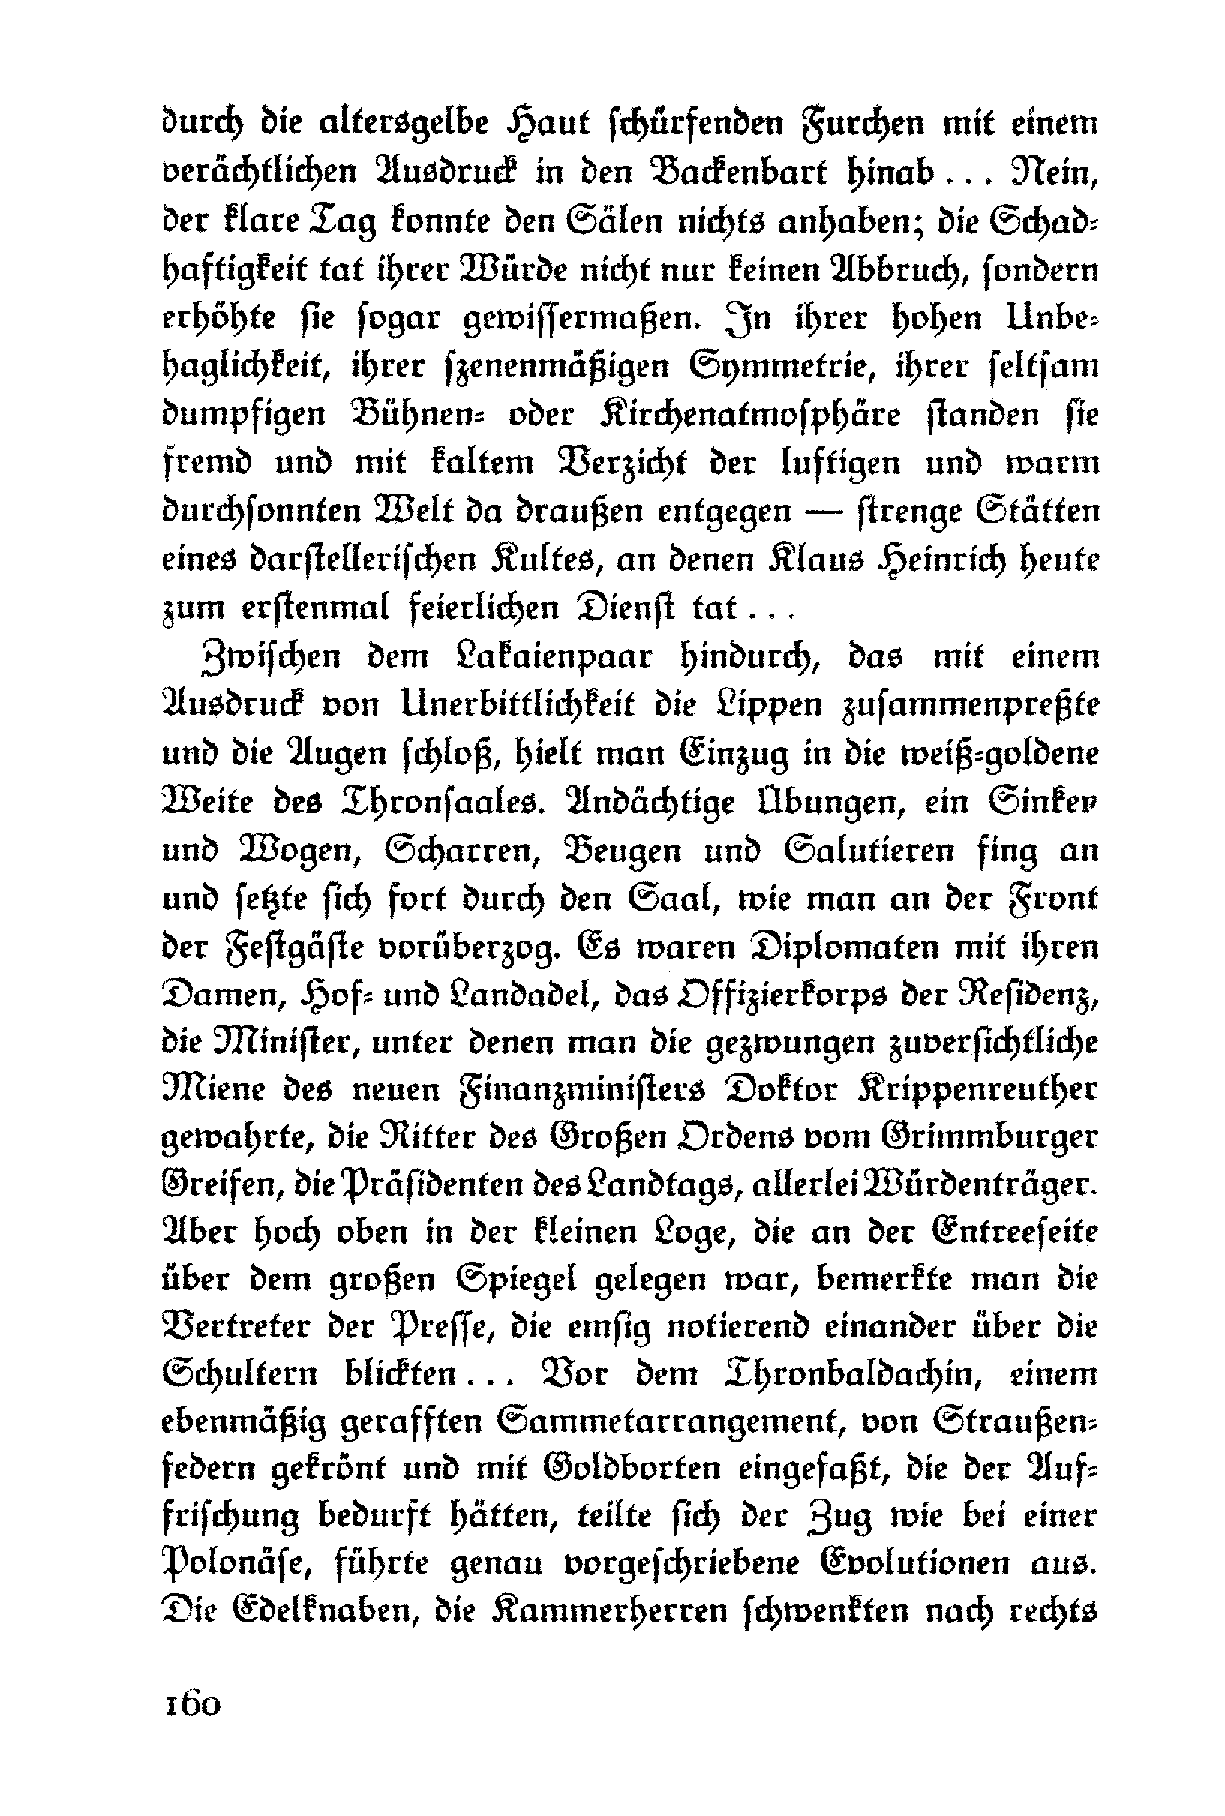 durch die altersgelbe Haut schürfenden Furchen mit einem
verächtlichen Ausdruck in den Backenbart hinab ... Nein,
der klare Tag konnte den Sälen nichts anhaben; die Schad-
haftigkeit tat ihrer Würde nicht nur keinen Abbruch, sondern
erhöhte sie sogar gewissermaßen. In ihrer hohen Unbe-
haglichkeit, ihrer szenenmäßigen Symmetrie, ihrer seltsam
dumpfigen Bühnen- oder Kirchenatmosphäre standen sie
fremd und mit kaltem Verzicht der luftigen und warm
durchsonnten Welt da draußen entgegen — strenge Stätten
eines darstellerischen Kultes, an denen Klaus Heinrich heute
zum erstenmal feierlichen Dienst tat ...
Zwischen dem Lakaienpaar hindurch, das mit einem
Ausdruck von Unerbittlichkeit die Lippen zusammenpreßte
und die Augen schloß, hielt man Einzug in die weiß-goldene
Weite des Thronsaales. Andächtige Übungen, ein Sinken
und Wogen, Scharren, Beugen und Salutieren fing an
und setzte sich fort durch den Saal, wie man an der Front
der Festgäste vorüberzog. Es waren Diplomaten mit ihren
Damen, Hof- und Landadel, das Offizierkorps der Residenz,
die Minister, unter denen man die gezwungen zuversichtliche
Miene des neuen Finanzministers Doktor Krippenreuther
gewahrte, die Ritter des Großen Ordens vom Grimmburger
Greifen, die Präsidenten des Landtags, allerlei Würdenträger.
Aber hoch oben in der kleinen Loge, die an der Entreeseite
über dem großen Spiegel gelegen war, bemerkte man die
Vertreter der Presse, die emsig notierend einander über die
Schultern blickten ... Vor dem Thronbaldachin, einem
ebenmäßig gerafften Sammetarrangement, von Straußen-
federn gekrönt und mit Goldborten eingefaßt, die der Auf-
frischung bedurft hätten, teilte sich der Zug wie bei einer
Polonäse, führte genau vorgeschriebene Evolutionen aus.
Die Edelknaben, die Kammerherren schwenkten nach rechts
160